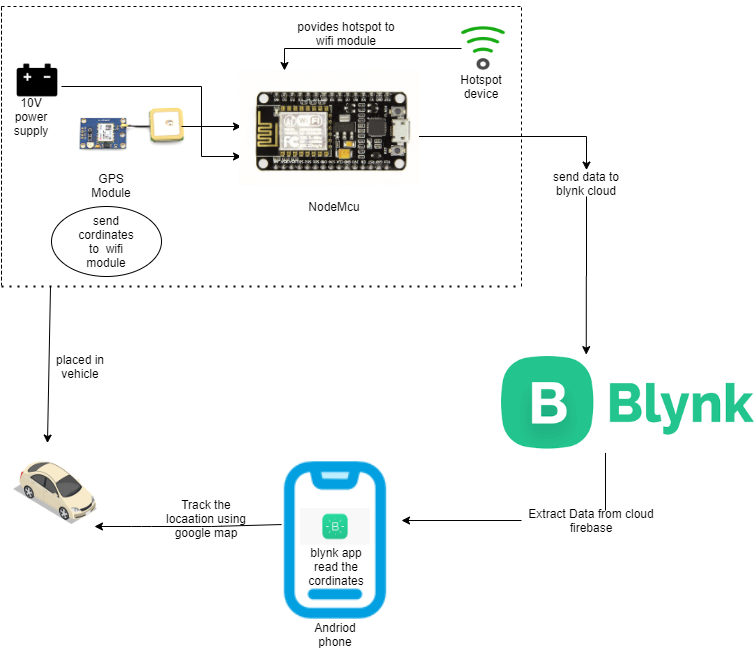 povides hotspot to
wifi module
Hotspot
device
10V
power
supply
GPS
Module
NodeMcu
send
cordinates
to wifi
module
send data to
blynk cloud
placed in
vehicle
B Blynk
Extract Data from cloud
firebase
Track the
locaation using
google map
B
blynk app
read the
cordinates
Andriod
phone